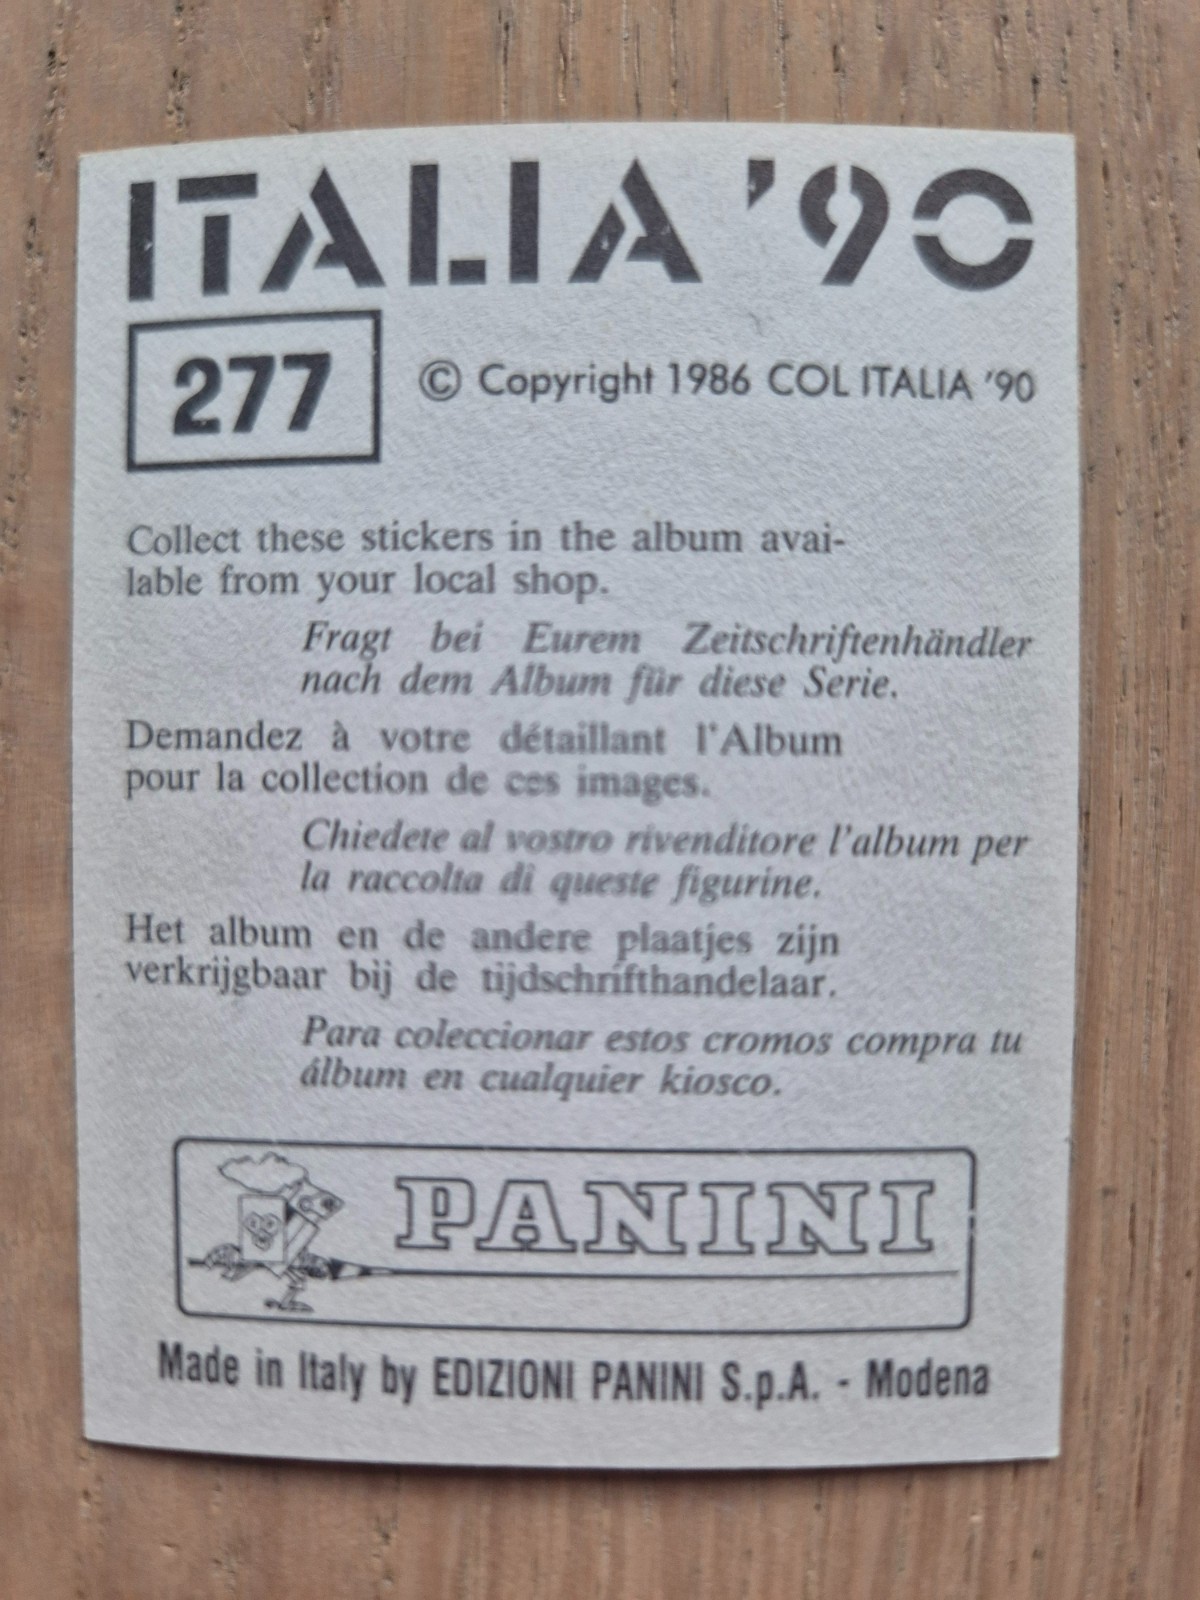 ITALIA '90
277
© Copyright 1986 COL ITALIA '90
Collect these stickers in the album avai-
lable from your local shop.
Fragt bei Eurem Zeitschriftenhändler
nach dem Album für diese Serie.
Demandez à votre détaillant l'Album
pour la collection de ces images.
Chiedete al vostro rivenditore l'album per
la raccolta di queste figurine.
Het album en de andere plaatjes zijn
verkrijgbaar bij de tijdschrifthandelaar.
Para coleccionar estos cromos compra tu
álbum en cualquier kiosco.
PANINI
Made in Italy by EDIZIONI PANINI S.p.A. - Modena